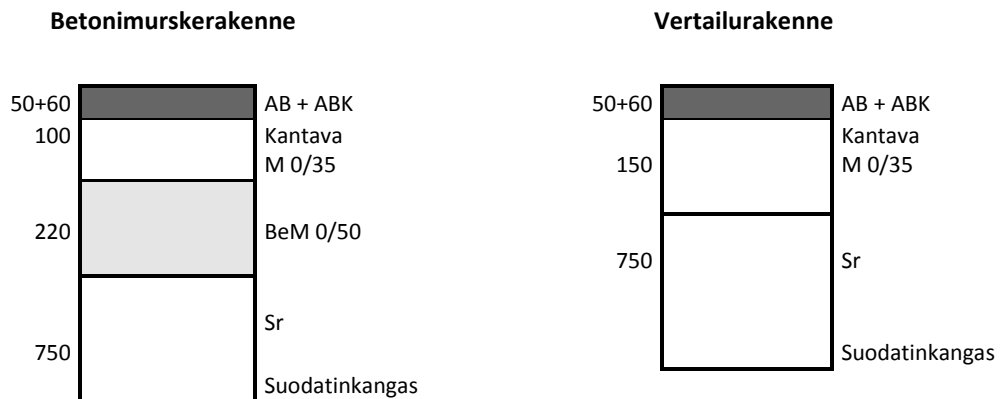 Betonimurskerakenne
50+60 AB + ABK
100 Kantava
M 0/35
220 BeM 0/50
Sr
750
Suodatinkangas
Vertailurakenne
50+60 AB + ABK
Kantava
150 M 0/35
750 Sr
Suodatinkangas